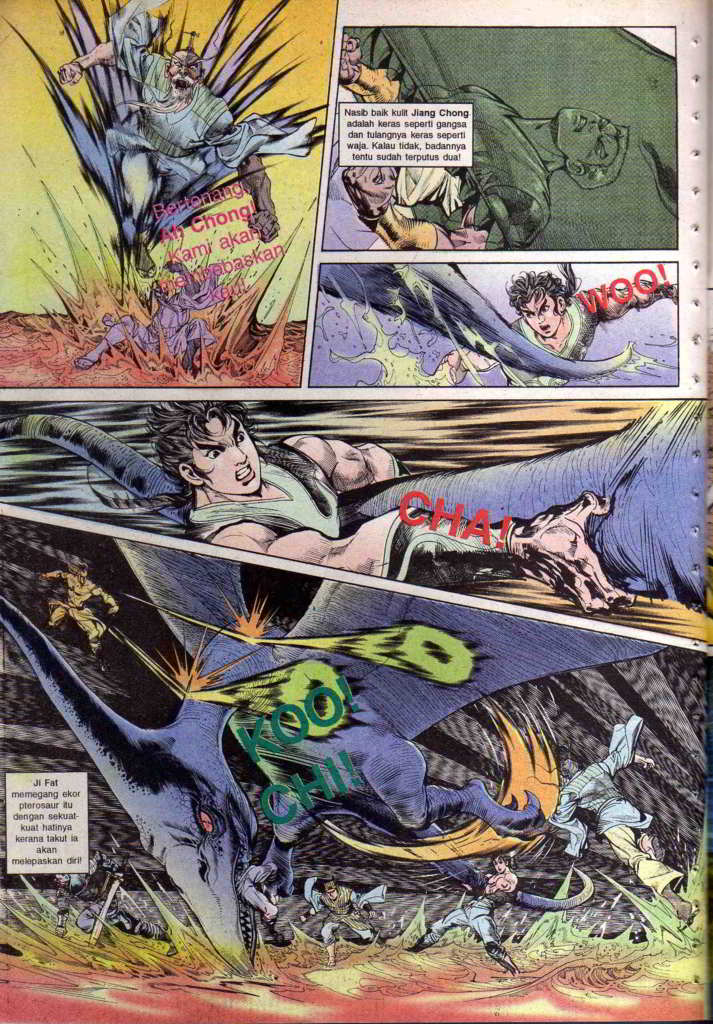 Bertenang
Ah Chong!
Kami akan
melepaskan
Nasib baik kulit Jiang Chong
adalah keras seperti gangsa
dan tulangnya keras seperti
waja. Kalau tidak, badannya
tentu sudah terputus dua!
WOO!
CHA!
KOO!
CHI!!
Ji Fat
memegang ekor
pterosaur itu
dengan sekuat-
kuat hatinya
kerana takut ia
akan
melepaskan diri!